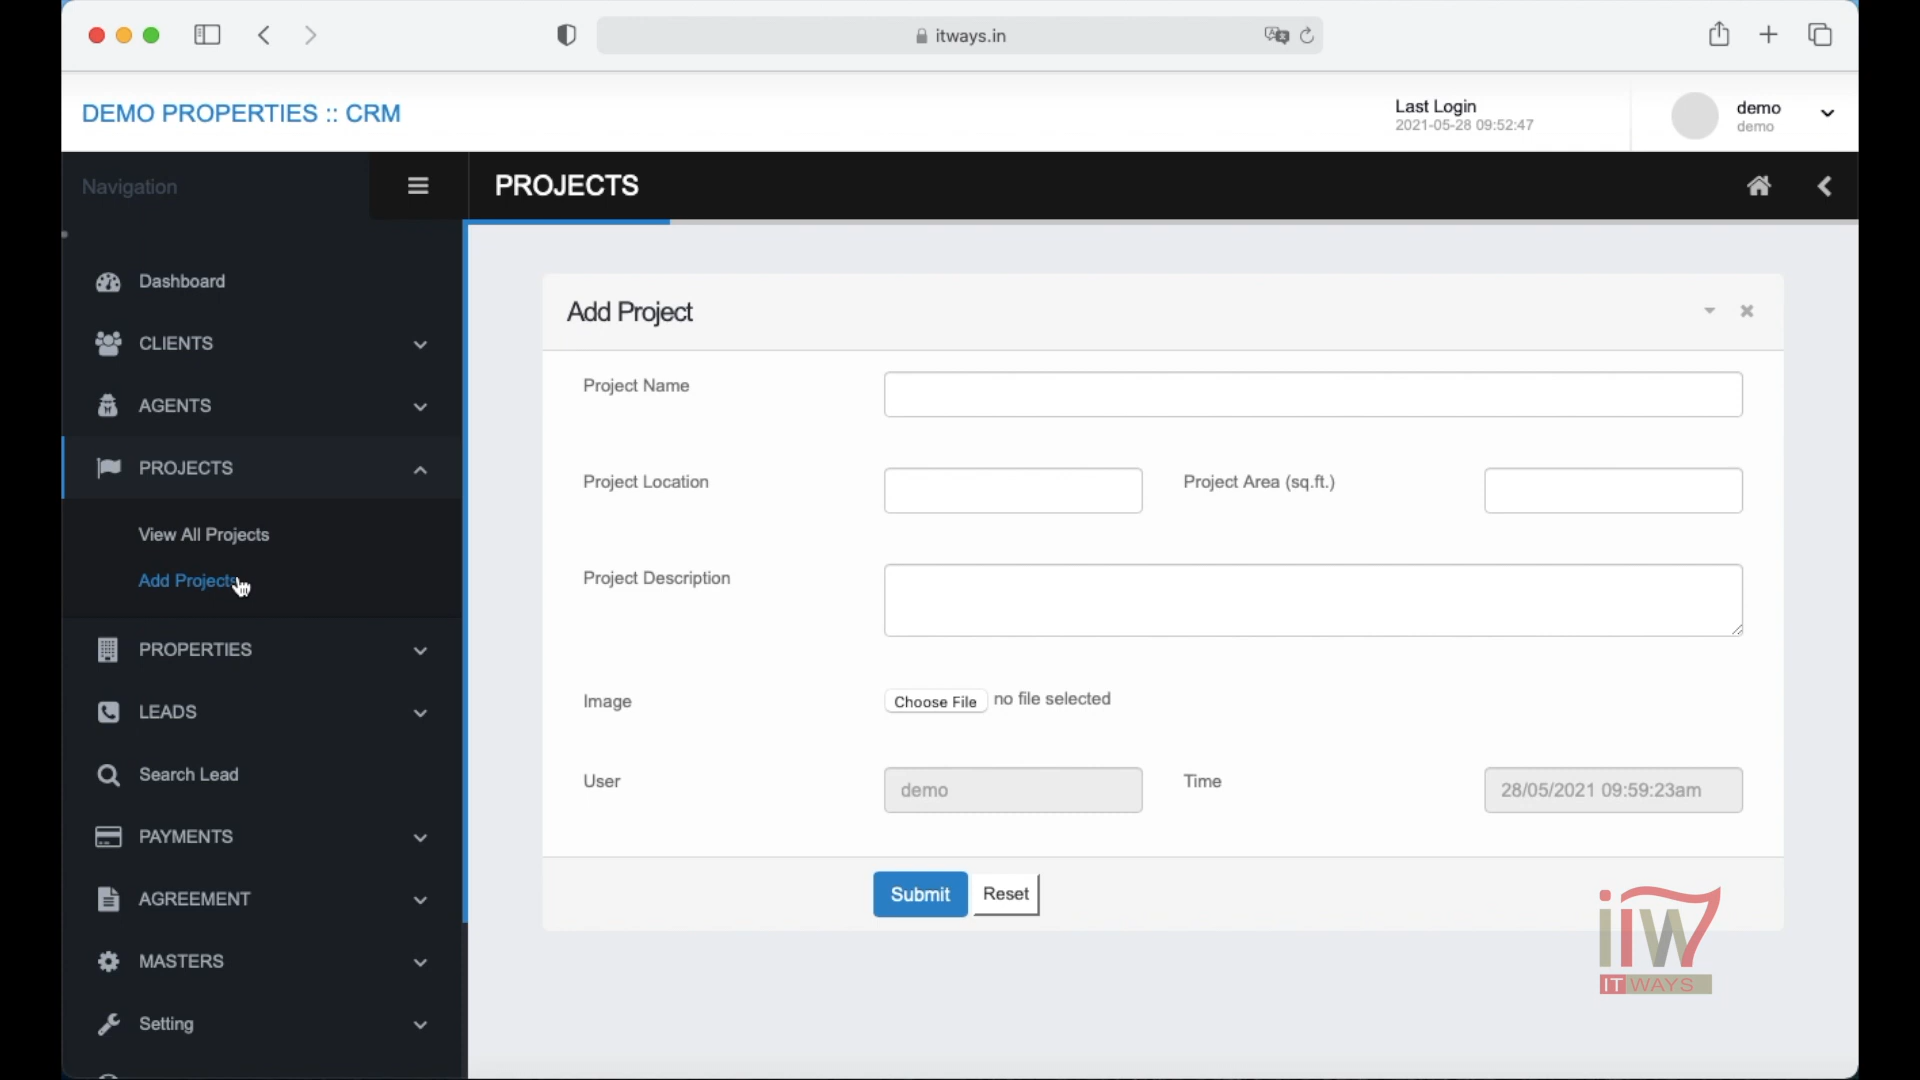 itways.in
DEMO PROPERTIES :: CRM
Last Login
2021-05-28 09:52:47
demo
demo
Navigation
PROJECTS
Dashboard
CLIENTS
AGENTS
PROJECTS
View All Projects
Add Projects
PROPERTIES
LEADS
Search Lead
PAYMENTS
AGREEMENT
MASTERS
Setting
Add Project
Project Name
Project Location
Project Area (sq.ft.)
Project Description
Image
Choose File no file selected
User
demo
Time
28/05/2021 09:59:23am
Submit
Reset
iiW7
IT WAYS